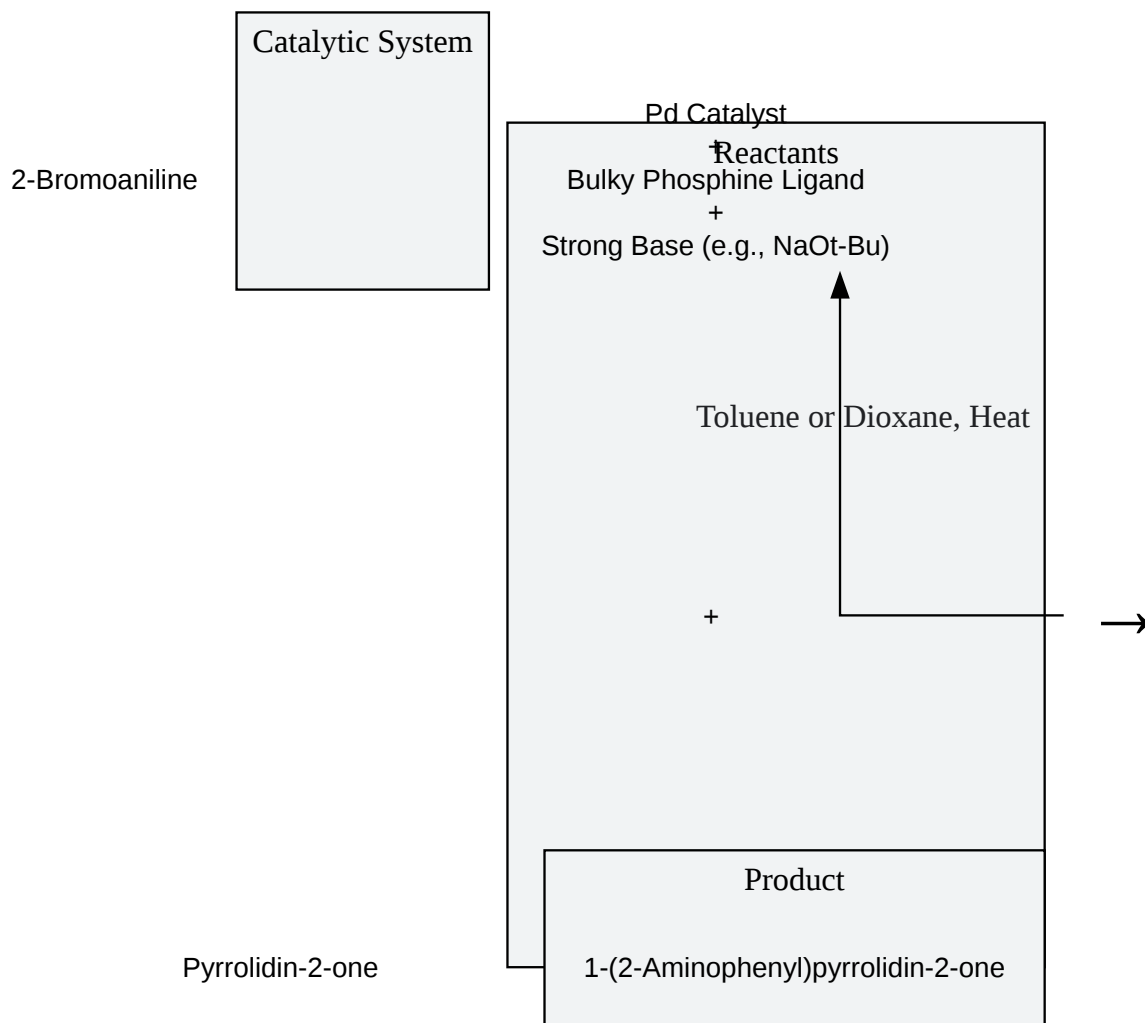 Catalytic System
Pd Catalyst
+
Reactants
2-Bromoaniline
Bulky Phosphine Ligand
+
Strong Base (e.g., NaOt-Bu)
Toluene or Dioxane, Heat
+
→
Product
Pyrrolidin-2-one
1-(2-Aminophenyl)pyrrolidin-2-one